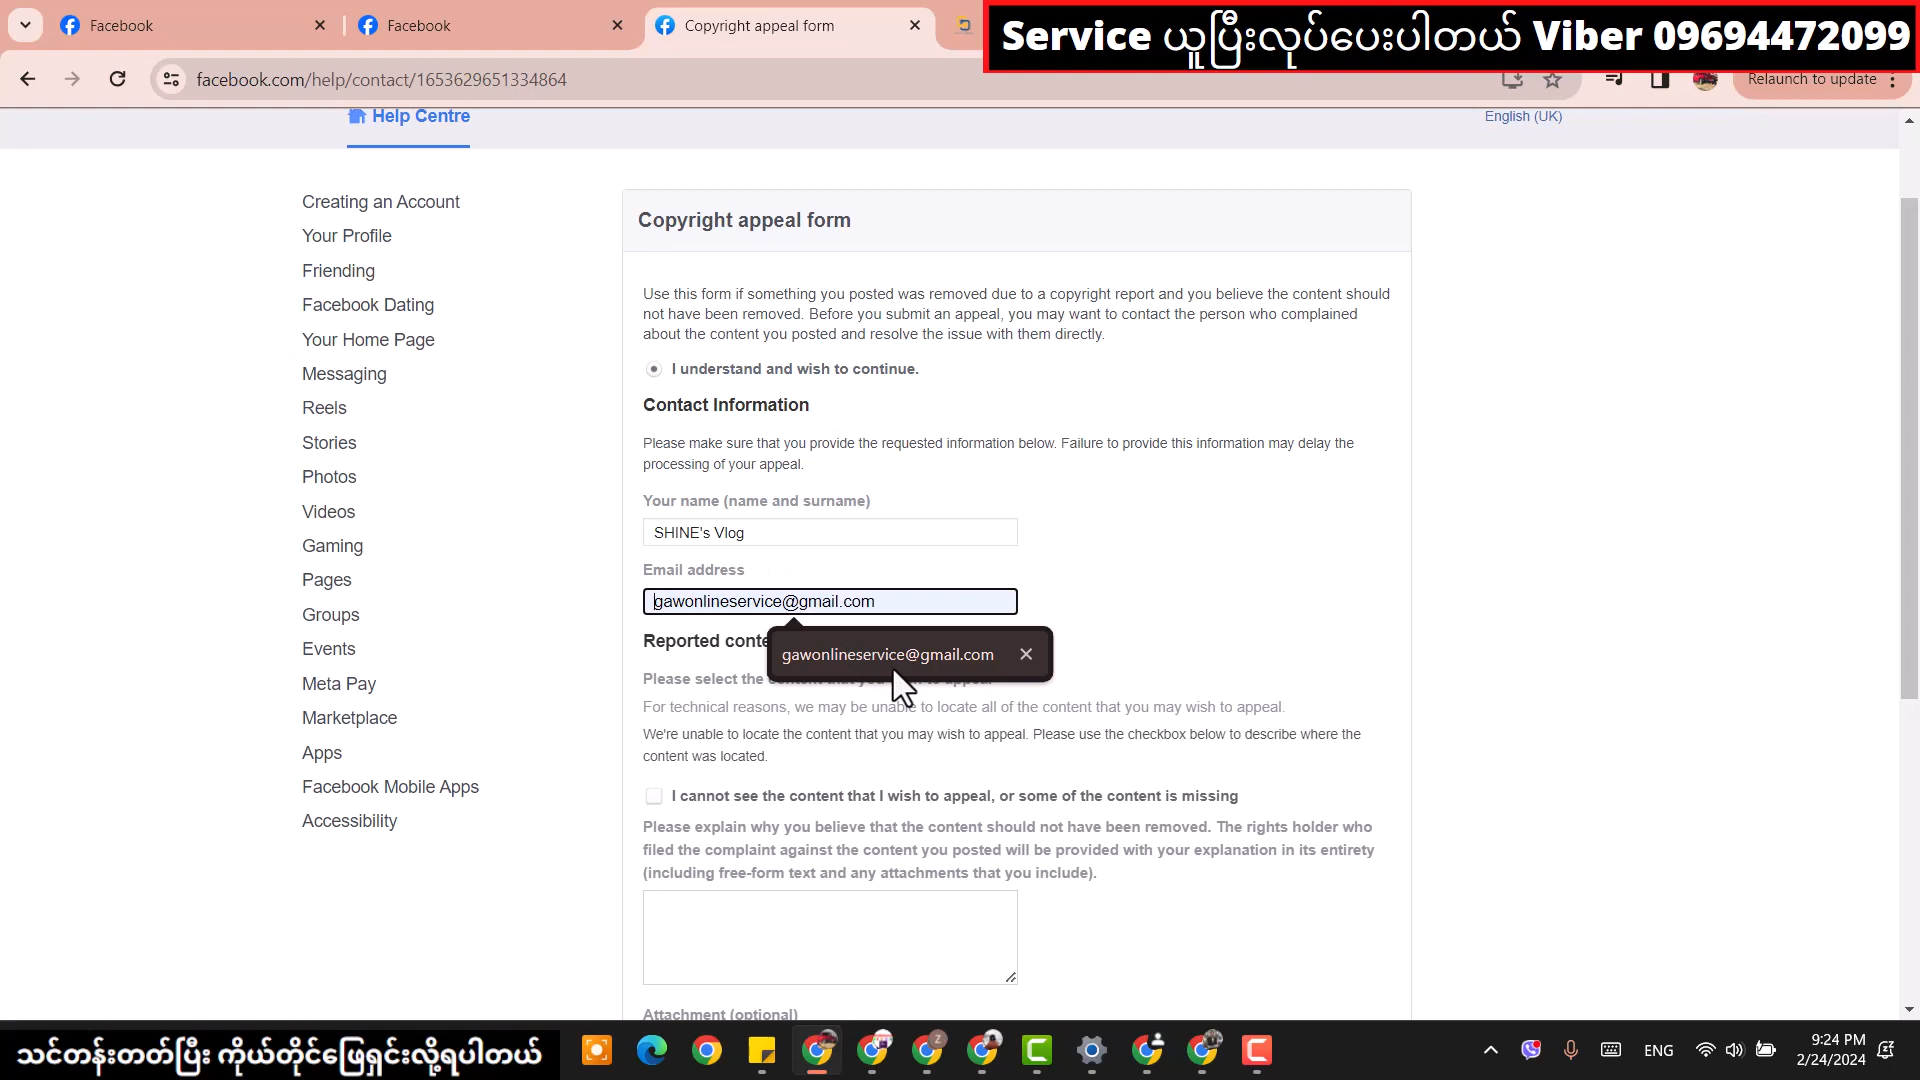 Facebook
Facebook
Copyright appeal form
Service ယူပြီးလုပ်ပေးပါတယ် Viber 09694472099
facebook.com/help/contact/1653629651334864
Relaunch to update
Help Centre
English (UK)
Creating an Account
Your Profile
Friending
Facebook Dating
Your Home Page
Messaging
Reels
Stories
Photos
Videos
Gaming
Pages
Groups
Events
Meta Pay
Marketplace
Apps
Facebook Mobile Apps
Accessibility
Copyright appeal form
Use this form if something you posted was removed due to a copyright report and you believe the content should
not have been removed. Before you submit an appeal, you may want to contact the person who complained
about the content you posted and resolve the issue with them directly.
I understand and wish to continue.
Contact Information
Please make sure that you provide the requested information below. Failure to provide this information may delay the
processing of your appeal.
Your name (name and surname)
SHINE's Vlog
Email address
gawonlineservice@gmail.com
Reported conte
gawonlineservice@gmail.com
Please select the content that you wish to appeal
For technical reasons, we may be unable to locate all of the content that you may wish to appeal.
We're unable to locate the content that you may wish to appeal. Please use the checkbox below to describe where the
content was located.
I cannot see the content that I wish to appeal, or some of the content is missing
Please explain why you believe that the content should not have been removed. The rights holder who
filed the complaint against the content you posted will be provided with your explanation in its entirety
(including free-form text and any attachments that you include).
Attachment (optional)
သင်တန်းတတ်ပြီး ကိုယ်တိုင်ဖြေရှင်းလို့ရပါတယ်
Z
ENG
9:24 PM
2/24/2024